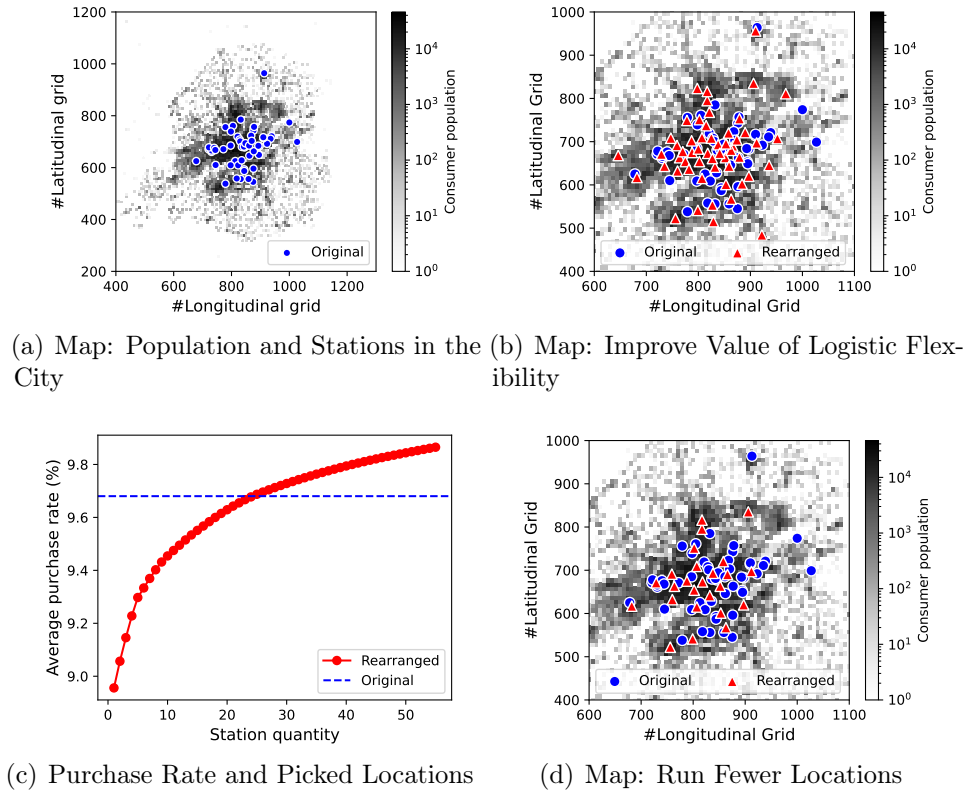 1200
1000
800
600
400
200
400 600 800 1000 1200
#Latitudinal grid
#Longitudinal grid
Original
10^4
10^3
10^2
10^1
10^0
Consumer population
(a) Map: Population and Stations in the City
1000
900
800
700
600
500
400
600 700 800 900 1000 1100
#Latitudinal Grid
#Longitudinal Grid
Original Rearranged
10^4
10^3
10^2
10^1
10^0
Consumer population
(b) Map: Improve Value of Logistic Flex-
ibility
9.8
9.6
9.4
9.2
9.0
0 10 20 30 40 50
Average purchase rate (%)
Station quantity
Rearranged
Original
(c) Purchase Rate and Picked Locations
1000
900
800
700
600
500
400
600 700 800 900 1000 1100
#Latitudinal Grid
#Longitudinal Grid
Original Rearranged
10^4
10^3
10^2
10^1
10^0
Consumer population
(d) Map: Run Fewer Locations